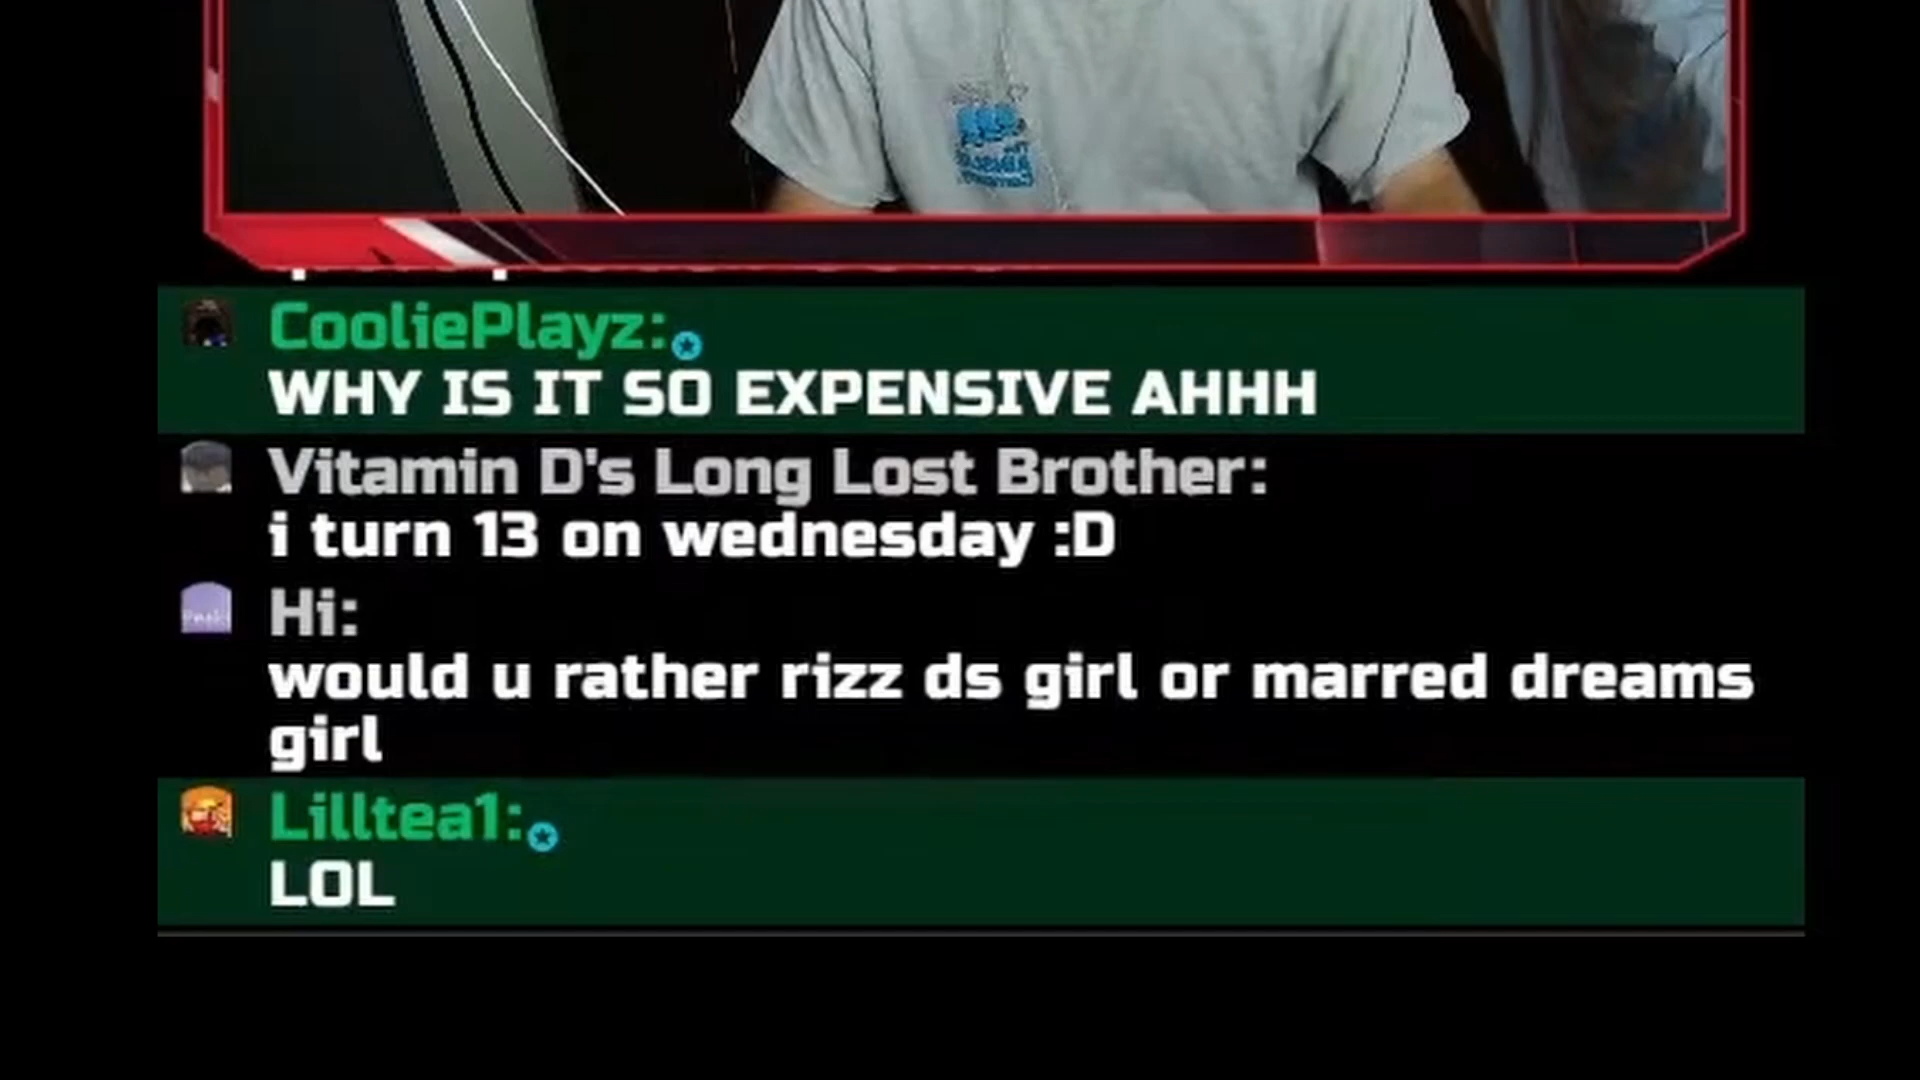 CooliePlayz:
WHY IS IT SO EXPENSIVE AHHH
Vitamin D's Long Lost Brother:
i turn 13 on wednesday :D
Hi:
would u rather rizz ds girl or marred dreams
girl
Lilltea1:
LOL